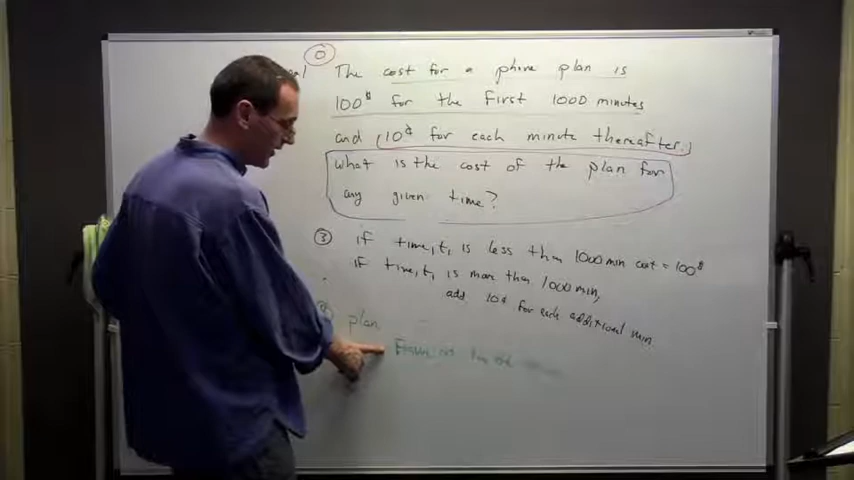 ⓪ The cost for a phone plan is
100$ for the first 1000 minutes
and (10¢ for each minute thereafter.)
What is the cost of the plan for
any given time?
③ if time, t, is less than 1000 min cost = 100$
if time, t, is more than 1000 min,
add 10¢ for each additional min
plan